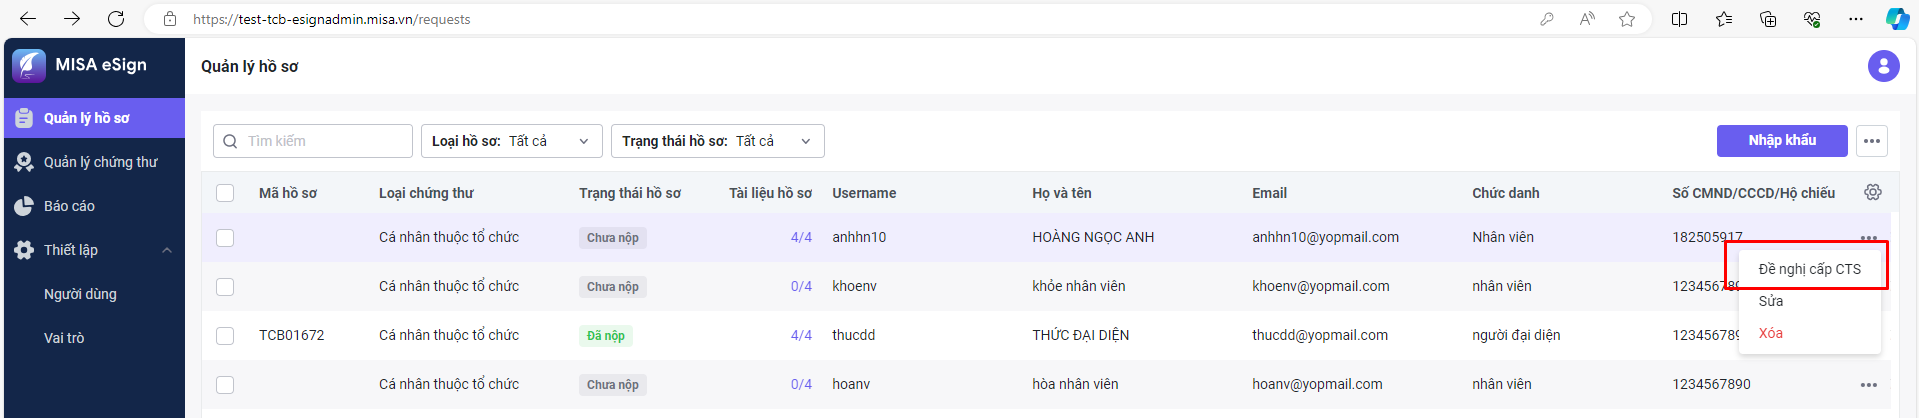 https://test-tcb-esignadmin.misa.vn/requests
MISA eSign
Quản lý hồ sơ
Quản lý chứng thư
Báo cáo
Thiết lập
Người dùng
Vai trò
Quản lý hồ sơ
Tìm kiếm Loại hồ sơ: Tất cả Trạng thái hồ sơ: Tất cả Nhập khẩu
Mã hồ sơ Loại chứng thư Trạng thái hồ sơ Tài liệu hồ sơ Username Họ và tên Email Chức danh Số CMND/CCCD/Hộ chiếu
Cá nhân thuộc tổ chức Chưa nộp 4/4 anhhn10 HOÀNG NGỌC ANH anhhn10@yopmail.com Nhân viên 182505917
Cá nhân thuộc tổ chức Chưa nộp 0/4 khoenv khỏe nhân viên khoenv@yopmail.com nhân viên 123456789
TCB01672 Cá nhân thuộc tổ chức Đã nộp 4/4 thucdd THỨC ĐẠI DIỆN thucdd@yopmail.com người đại diện 123456789
Cá nhân thuộc tổ chức Chưa nộp 0/4 hoanv hòa nhân viên hoanv@yopmail.com nhân viên 1234567890
Đề nghị cấp CTS
Sửa
Xóa